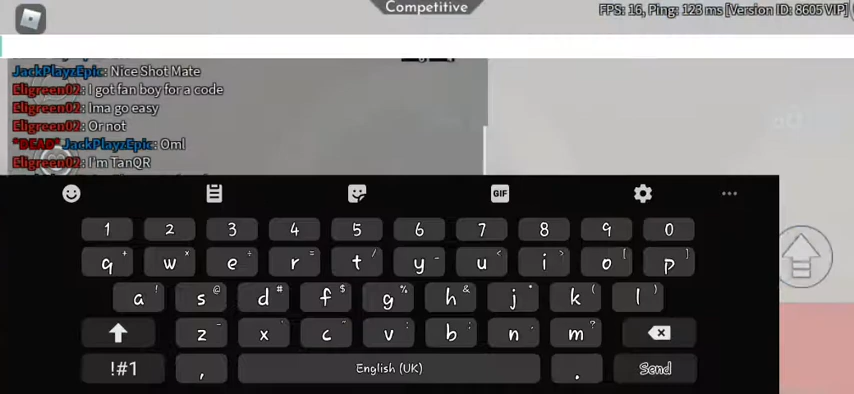 Competitive
FPS: 16, Ping: 123 ms [Version ID: 8605 VIP]
JackPlayzEpic: Nice Shot Mate
Eligreen02: I got fan boy for a code
Eligreen02: Ima go easy
Eligreen02: Or not
*DEAD* JackPlayzEpic: Oml
Eligreen02: I'm TanQR
GIF
1 2 3 4 5 6 7 8 9 0
q + w × e ÷ r = t / y _ u < i > o [ p ]
a ! s @ d # f $ g % h & j * k ( l )
z - x ' c " v : b ; n , m ?
!#1 , English (UK) . Send